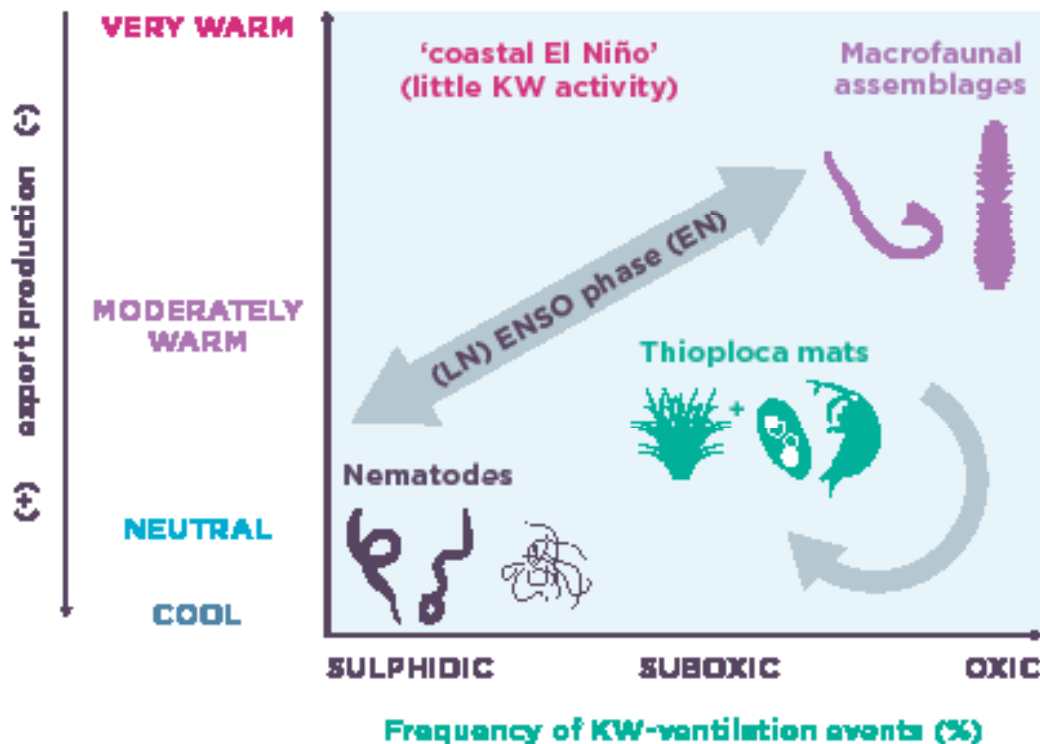 VERY WARM
'coastal El Niño'
(little KW activity)
Macrofaunal
assemblages
(+) export production (-)
MODERATELY
WARM
(LN) ENSO phase (EN)
Thioploca mats
+
Nematodes
NEUTRAL
COOL
SULPHIDIC
SUBOXIC
OXIC
Frequency of KW-ventilation events (%)